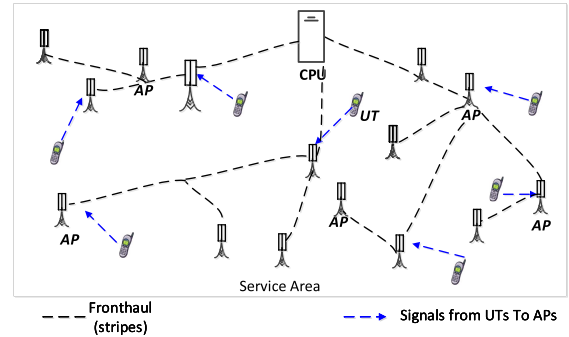 CPU
AP
AP
UT
AP
AP
AP
Service Area
Fronthaul
(stripes)
Signals from UTs To APs